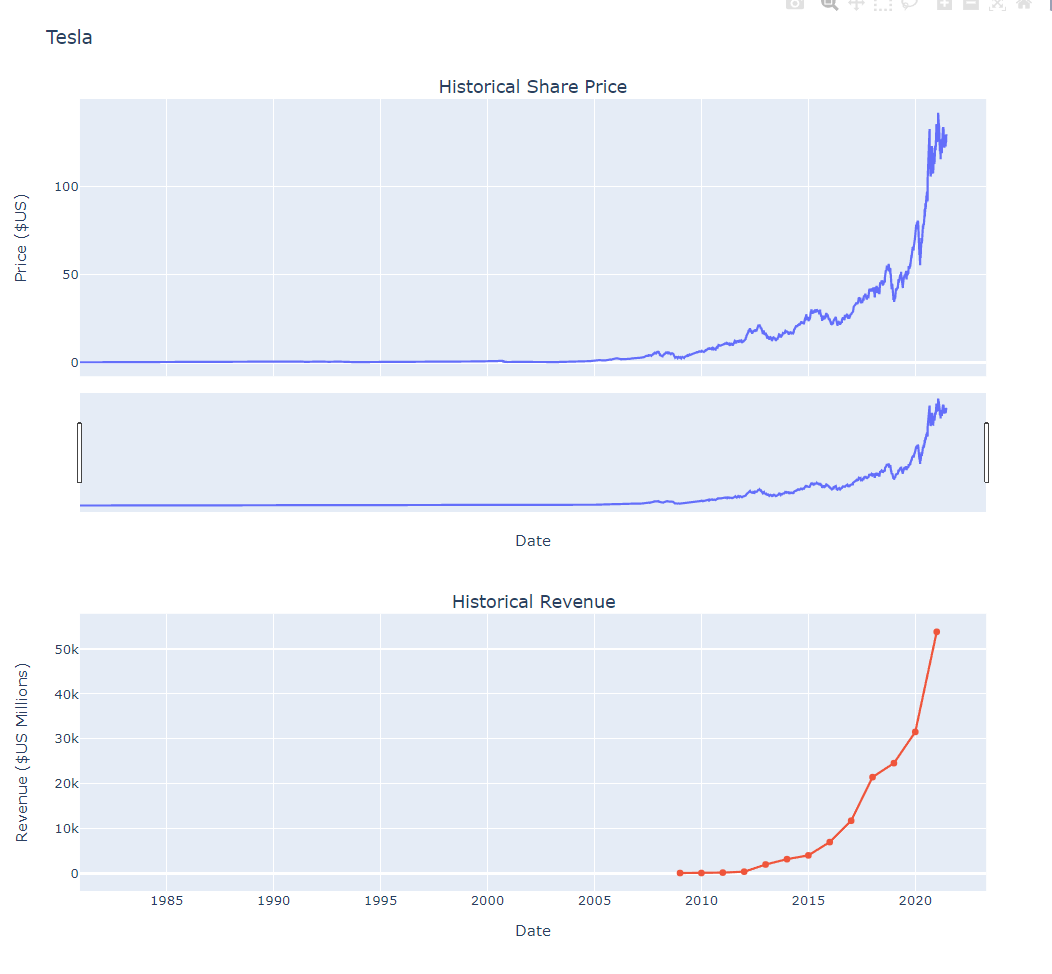 Tesla
Historical Share Price
Price ($US)
100
50
0
Date
Historical Revenue
Revenue ($US Millions)
50k
40k
30k
20k
10k
0
1985 1990 1995 2000 2005 2010 2015 2020
Date